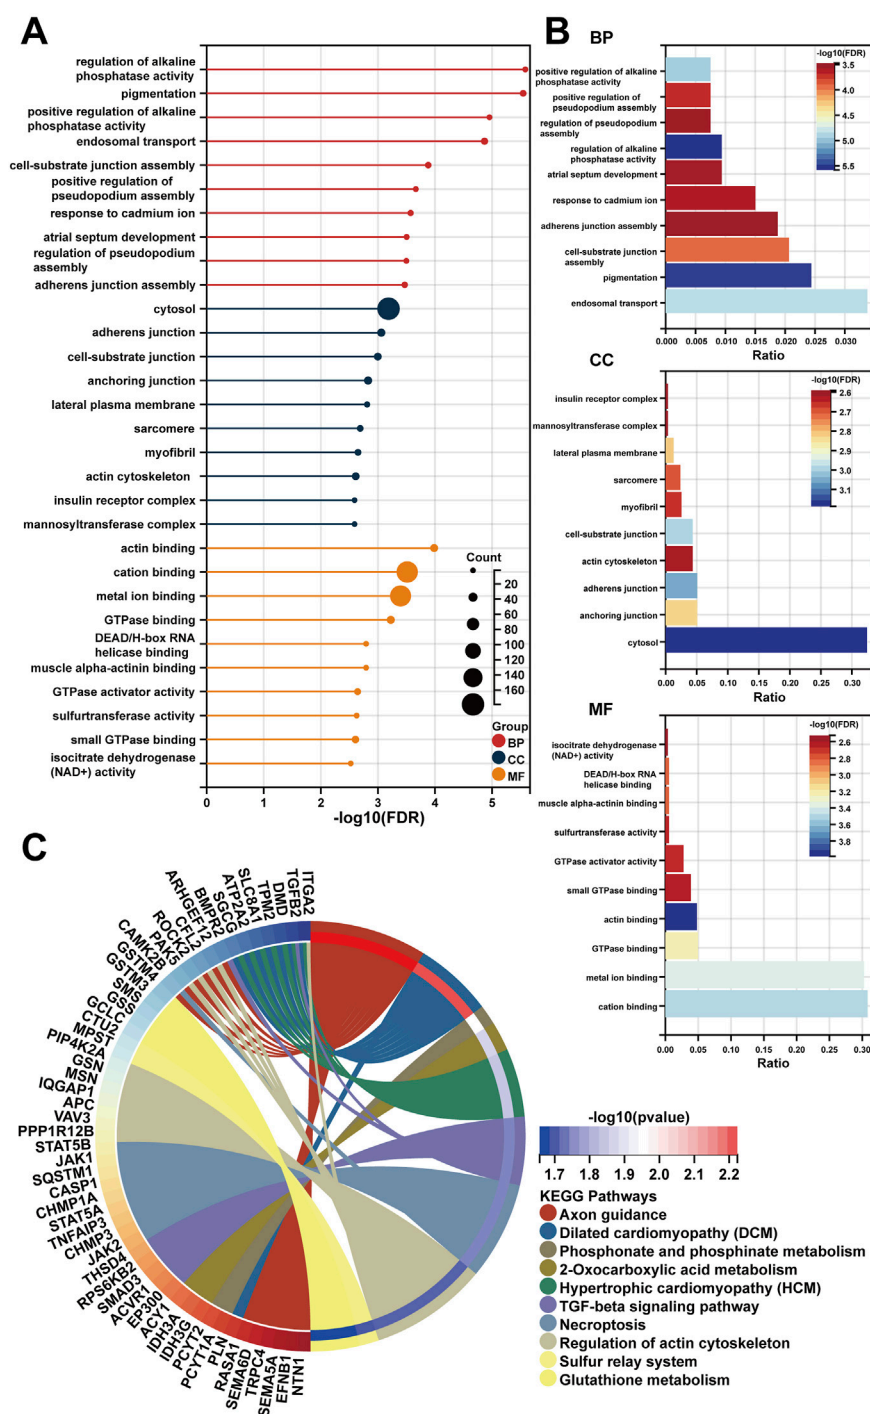 A
regulation of alkaline
phosphatase activity
pigmentation
positive regulation of alkaline
phosphatase activity
endosomal transport
cell-substrate junction assembly
positive regulation of
pseudopodium assembly
response to cadmium ion
atrial septum development
regulation of pseudopodium
assembly
adherens junction assembly
cytosol
adherens junction
cell-substrate junction
anchoring junction
lateral plasma membrane
sarcomere
myofibril
actin cytoskeleton
insulin receptor complex
mannosyltransferase complex
actin binding
cation binding
metal ion binding
GTPase binding
DEAD/H-box RNA
helicase binding
muscle alpha-actinin binding
GTPase activator activity
sulfurtransferase activity
small GTPase binding
isocitrate dehydrogenase
(NAD+) activity
0 1 2 3 4 5
-log10(FDR)
Count
20
40
60
80
100
120
140
160
Group
BP
CC
MF
B
BP
-log10(FDR)
3.5
4.0
4.5
5.0
5.5
positive regulation of alkaline
phosphatase activity
positive regulation of
pseudopodium assembly
regulation of pseudopodium
assembly
regulation of alkaline
phosphatase activity
atrial septum development
response to cadmium ion
adherens junction assembly
cell-substrate junction
assembly
pigmentation
endosomal transport
0.000 0.005 0.010 0.015 0.020 0.025 0.030
Ratio
CC
-log10(FDR)
2.6
2.7
2.8
2.9
3.0
3.1
insulin receptor complex
mannosyltransferase complex
lateral plasma membrane
sarcomere
myofibril
cell-substrate junction
actin cytoskeleton
adherens junction
anchoring junction
cytosol
0.00 0.05 0.10 0.15 0.20 0.25 0.30
Ratio
MF
-log10(FDR)
2.6
2.8
3.0
3.2
3.4
3.6
3.8
isocitrate dehydrogenase
(NAD+) activity
DEAD/H-box RNA
helicase binding
muscle alpha-actinin binding
sulfurtransferase activity
GTPase activator activity
small GTPase binding
actin binding
GTPase binding
metal ion binding
cation binding
0.00 0.05 0.10 0.15 0.20 0.25 0.30
Ratio
C
ITGA2
TGFB2
DMD
TPM2
SLC8A1
ATP2A2
SGCG
BMPR2
ARHGEF12
CFL2
ROCK2
PAK5
CAMK2B
GSTM4
GSTM3
SMS
GSS
GCLC
CTU2
MPST
PIP4K2A
GSN
MSN
IQGAP1
APC
VAV3
PPP1R12B
STAT5B
JAK1
SQSTM1
CASP1
CHMP1A
STAT5A
TNFAIP3
CHMP3
JAK2
THSD4
RPS6KB2
SMAD3
ACVR1
EP300
ACY1
IDH3A
IDH3G
PCYT2
PCYT1A
PLN
RASA1
SEMA6D
TRPC4
SEMA5A
EFNB1
NTN1
-log10(pvalue)
1.7 1.8 1.9 2.0 2.1 2.2
KEGG Pathways
Axon guidance
Dilated cardiomyopathy (DCM)
Phosphonate and phosphinate metabolism
2-Oxocarboxylic acid metabolism
Hypertrophic cardiomyopathy (HCM)
TGF-beta signaling pathway
Necroptosis
Regulation of actin cytoskeleton
Sulfur relay system
Glutathione metabolism